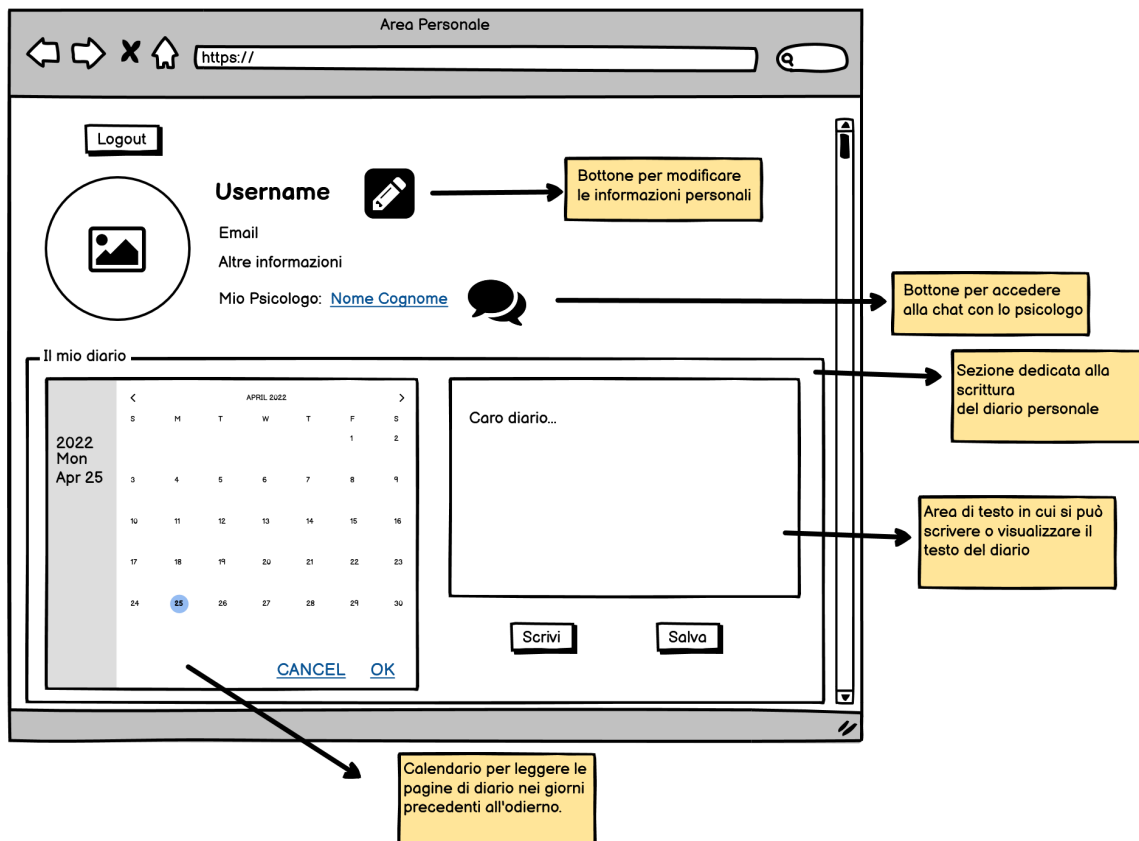 Area Personale
https://
Logout
Username
Bottone per modificare
le informazioni personali
Email
Altre informazioni
Mio Psicologo: Nome Cognome
Bottone per accedere
alla chat con lo psicologo
Il mio diario
Sezione dedicata alla
scrittura
del diario personale
2022
Mon
Apr 25
APRIL 2022
S M T W T F S
1 2
3 4 5 6 7 8 9
10 11 12 13 14 15 16
17 18 19 20 21 22 23
24 25 26 27 28 29 30
CANCEL OK
Caro diario...
Area di testo in cui si può
scrivere o visualizzare il
testo del diario
Scrivi Salva
Calendario per leggere le
pagine di diario nei giorni
precedenti all'odierno.